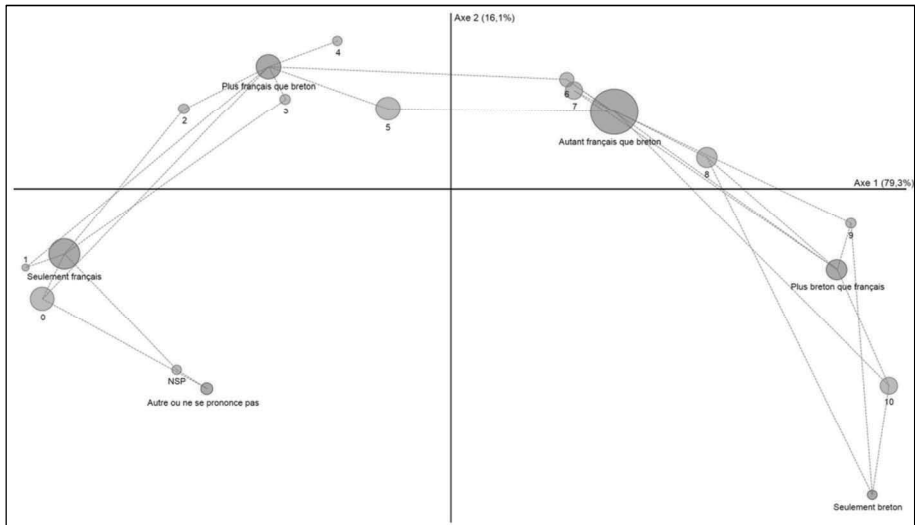 Axe 2 (16,1%)
4
Plus français que breton
6
7
2
3
5
Autant français que breton
8
Axe 1 (79,3%)
9
1
Seulement français
Plus breton que français
0
NSP
Autre ou ne se prononce pas
10
Seulement breton